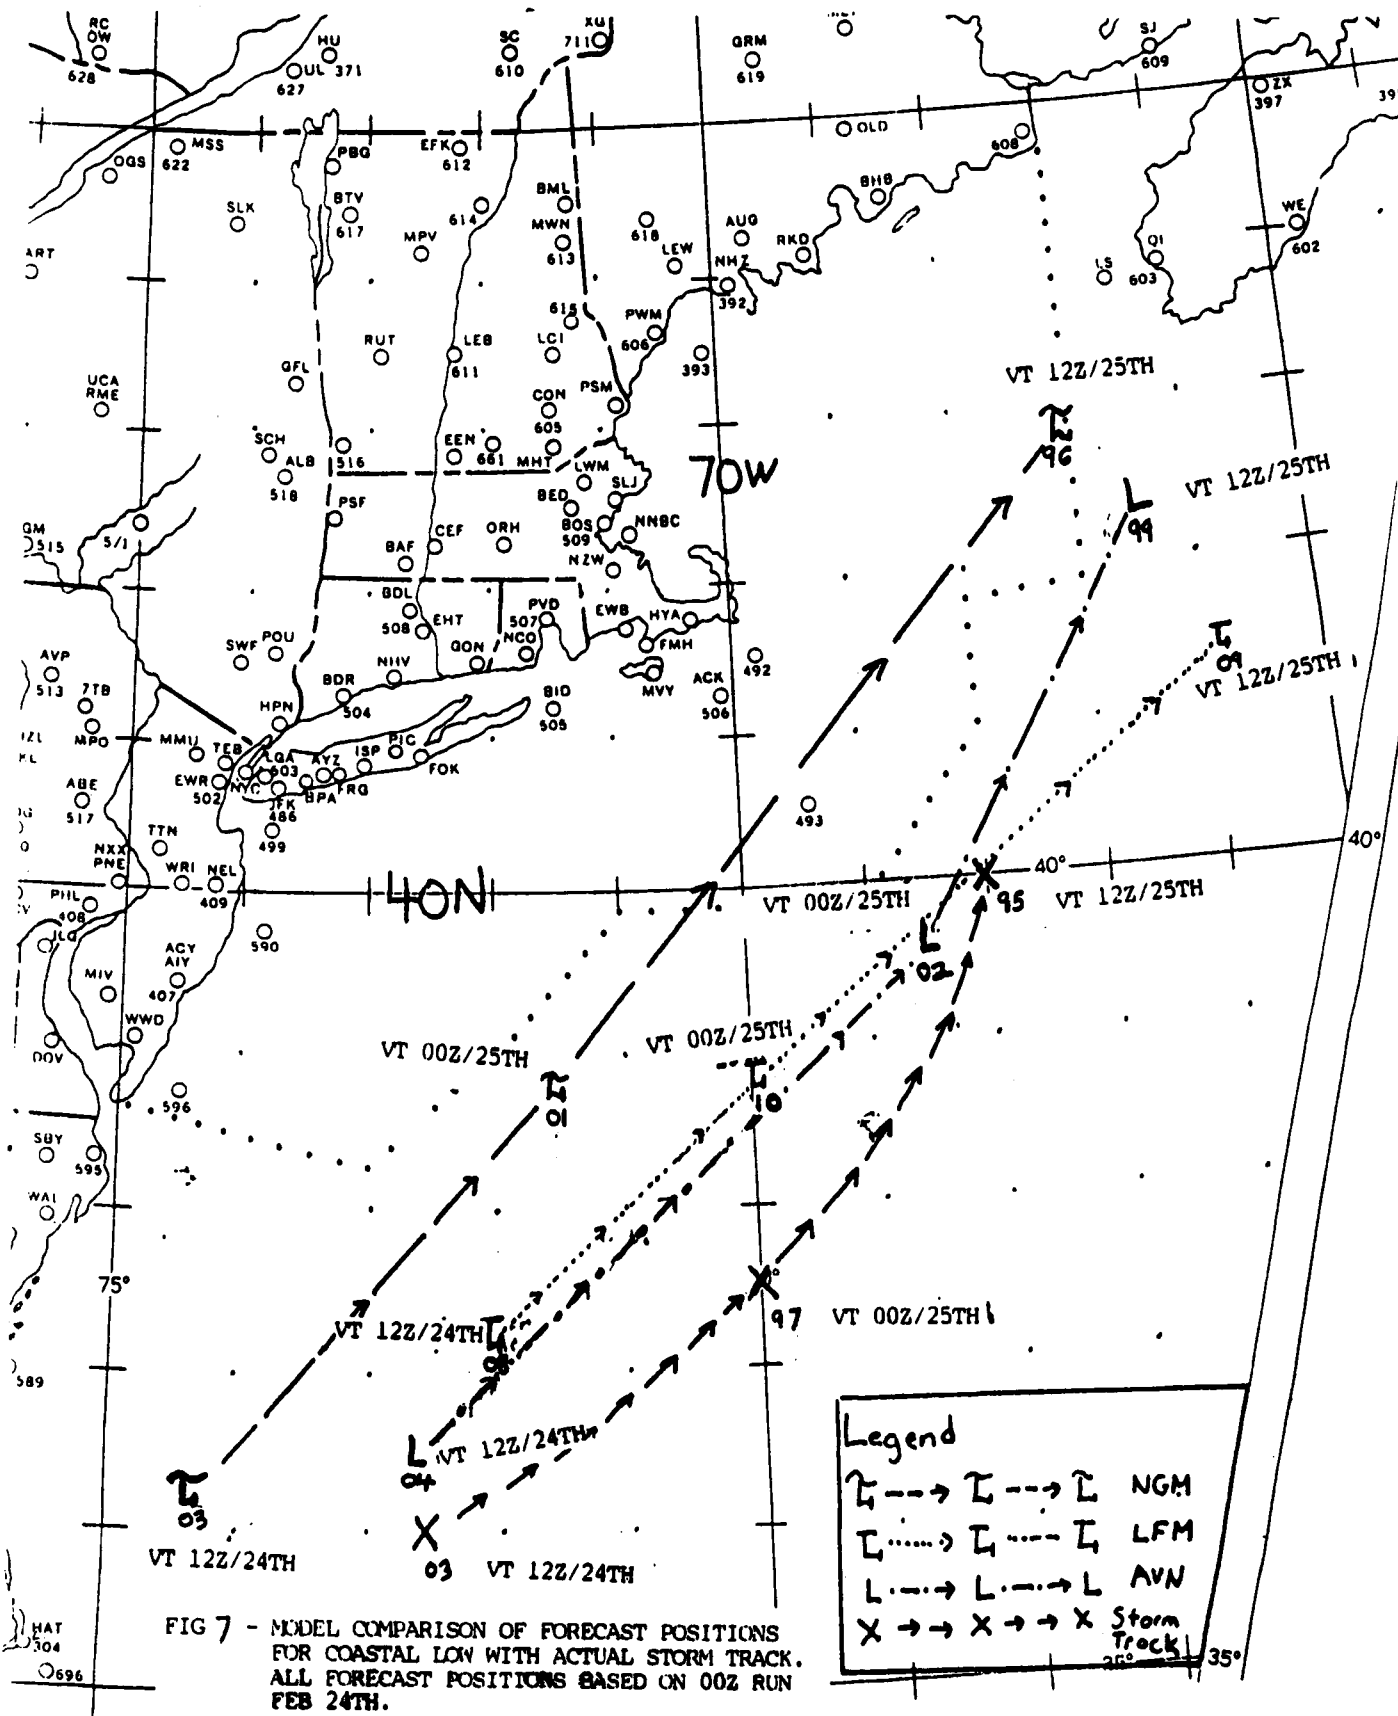 RC
OW
628
HU
371
UL
627
SC
610
XU
711
GRM
619
SJ
609
ZX
397
OGS
MSS
622
PBG
EFK
612
OLD
608
BHB
SLK
BTV
617
MPV
614
BML
MWN
613
618
LEW
AUG
NHZ
392
RKD
WE
602
QI
603
LS
ART
615
PWM
606
393
RUT
LEB
611
LCI
GFL
UCA
RME
CON
605
PSM
VT 12Z/25TH
96
SCH
ALB
518
516
EEN
661
MHT
LWM
SLJ
70W
L
99
VT 12Z/25TH
PSF
BED
BOS
509
NNBC
GM
515
CEF
ORH
BAF
NZW
BDL
508
EHT
PVD
507
NCO
EWB
HYA
FMH
492
SWF
POU
NHV
MVY
ACK
506
09
VT 12Z/25TH
AVP
513
7TB
MPO
HPN
BDR
504
BID
505
MMU
TEB
LGA
503
AYZ
ISP
PIC
FOK
EWR
502
NYC
JFK
486
BPA
FRG
ABE
517
499
493
TTN
NXX
PNE
WRI
NEL
409
PHL
408
40N
40°
40°
VT 00Z/25TH
95
VT 12Z/25TH
590
L
02
ACY
AIY
407
MIV
WWD
DOV
VT 00Z/25TH
VT 00Z/25TH
01
10
596
SBY
595
WAL
75°
97
VT 00Z/25TH
VT 12Z/24TH
589
L
04
VT 12Z/24TH
03
VT 12Z/24TH
X
03
VT 12Z/24TH
Legend
NGM
LFM
L L L AVN
X X X Storm
Track
35°
HAT
304
696
FIG 7 - MODEL COMPARISON OF FORECAST POSITIONS
FOR COASTAL LOW WITH ACTUAL STORM TRACK.
ALL FORECAST POSITIONS BASED ON 00Z RUN
FEB 24TH.